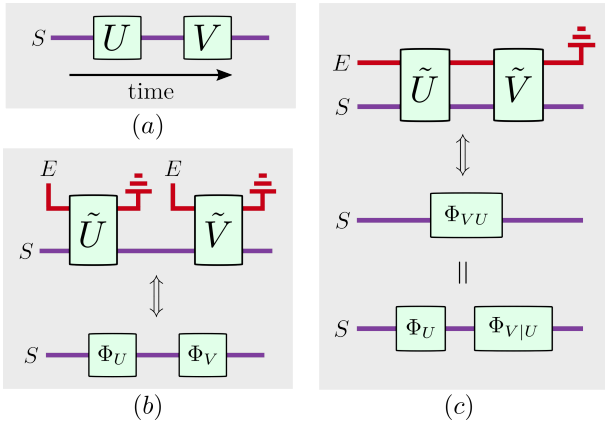 S U V
time
(a)
E E
S Ũ Ṽ
S Φ_U Φ_V
(b)
E
S Ũ Ṽ
S Φ_{VU}
=
S Φ_U Φ_{V|U}
(c)